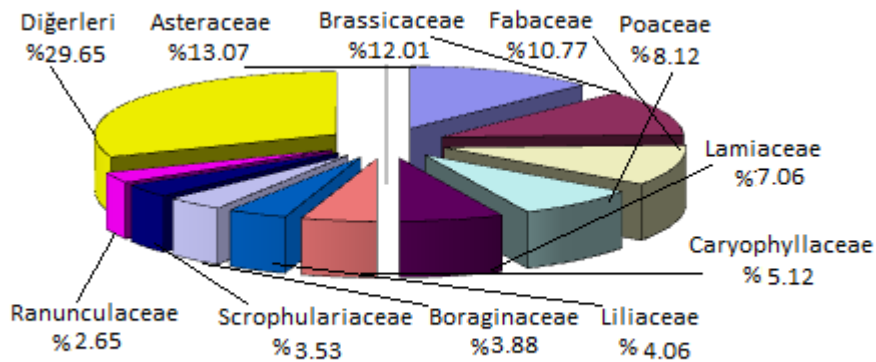 Diğerleri
%29.65
Asteraceae
%13.07
Brassicaceae
%12.01
Fabaceae
%10.77
Poaceae
%8.12
Lamiaceae
%7.06
Caryophyllaceae
% 5.12
Ranunculaceae
%2.65
Scrophulariaceae
%3.53
Boraginaceae
%3.88
Liliaceae
% 4.06